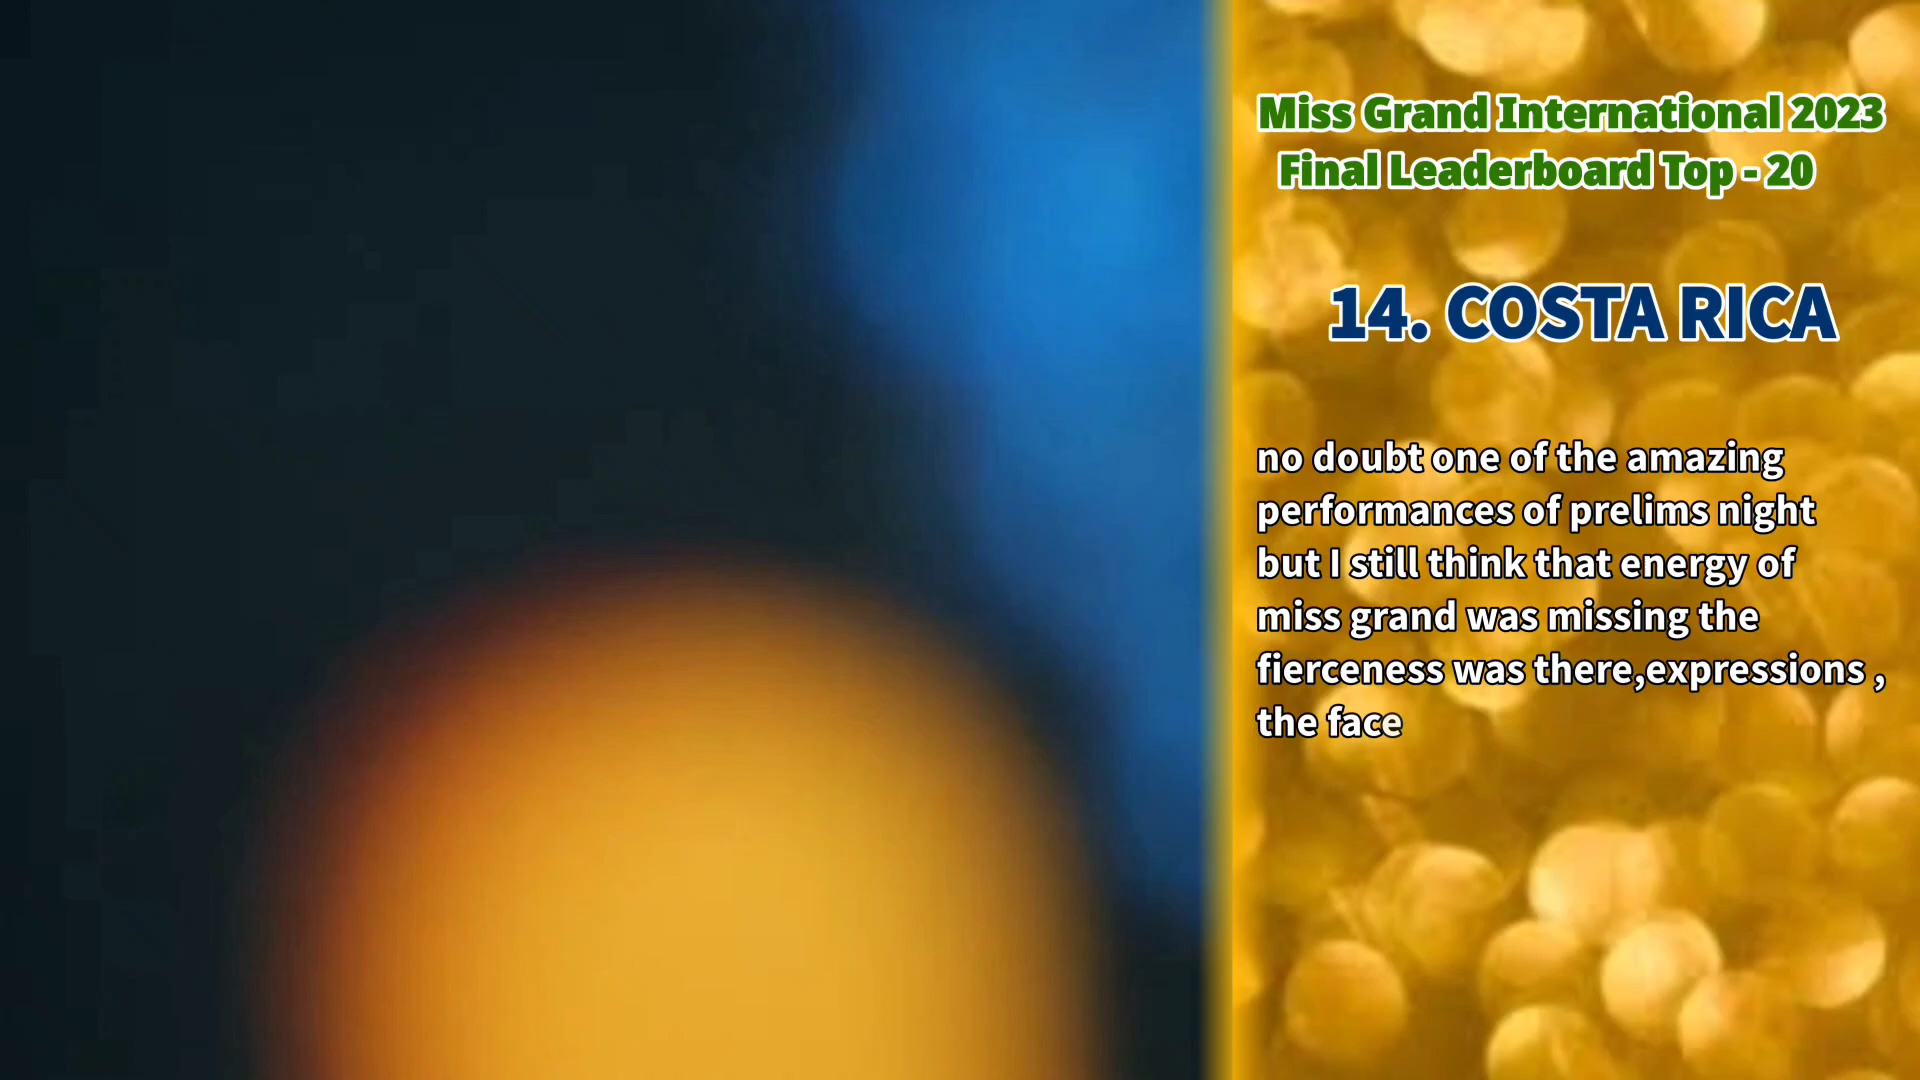 Miss Grand International 2023
Final Leaderboard Top - 20
14. COSTA RICA
no doubt one of the amazing
performances of prelims night
but I still think that energy of
miss grand was missing the
fierceness was there,expressions ,
the face